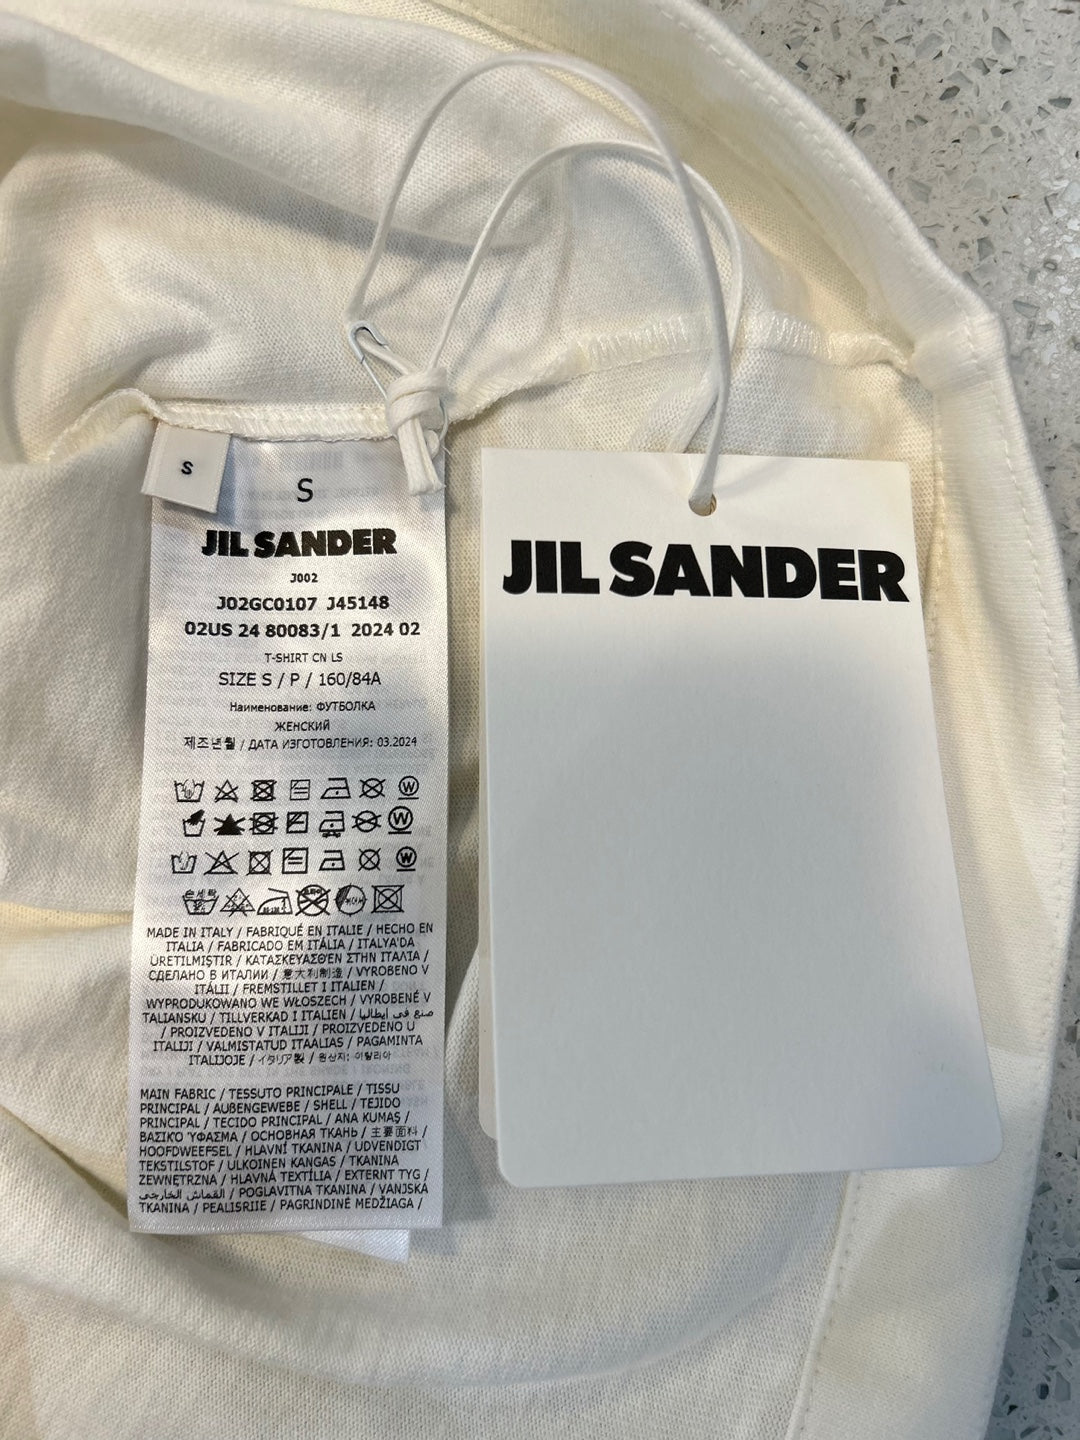 S
S
JIL SANDER
J002
J02GC0107 J45148
02US 24 80083/1 2024 02
T-SHIRT CN LS
SIZE S / P / 160/84A
Наименование: ФУТБОЛКА
ЖЕНСКИЙ
제조년월 / ДАТА ИЗГОТОВЛЕНИЯ: 03.2024
MADE IN ITALY / FABRIQUÉ EN ITALIE / HECHO EN
ITALIA / FABRICADO EM ITÁLIA / ITALYA'DA
ÜRETILMIŞTIR / ΚΑΤΑΣΚΕΥΑΣΘ'ΕΝ ΣΤΗΝ ΙΤΑΛΊΑ /
СДЕЛАНО В ИТАЛИИ / 意大利制造 / VYROBENO V
ITÁLII / FREMSTILLET I ITALIEN /
WYPRODUKOWANO WE WŁOSZECH / VYROBENÉ V
TALIANSKU / TILLVERKAD I ITALIEN / صنع في ايطاليا
/ PROIZVEDENO V ITALIJI / PROIZVEDENO U
ITALIJI / VALMISTATUD ITAALIAS / PAGAMINTA
ITALIJOJE / イタリア製 / 원산지: 이탈리아
MAIN FABRIC / TESSUTO PRINCIPALE / TISSU
PRINCIPAL / AUßENGEWEBE / SHELL / TEJIDO
PRINCIPAL / TECIDO PRINCIPAL / ANA KUMAŞ /
ΒΑΣΙΚΌ ΎΦΑΣΜΑ / ОСНОВНАЯ ТКАНЬ / 主要面料 /
HOOFDWEEFSEL / HLAVNÍ TKANINA / UDVENDIGT
TEKSTILSTOF / ULKOINEN KANGAS / TKANINA
ZEWNĘTRZNA / HLAVNÁ TEXTÍLIA / EXTERNT TYG /
القماش الخارجي / POGLAVITNA TKANINA / VANJSKA
TKANINA / PEALISRIIE / PAGRINDINĖ MEDŽIAGA /
JIL SANDER